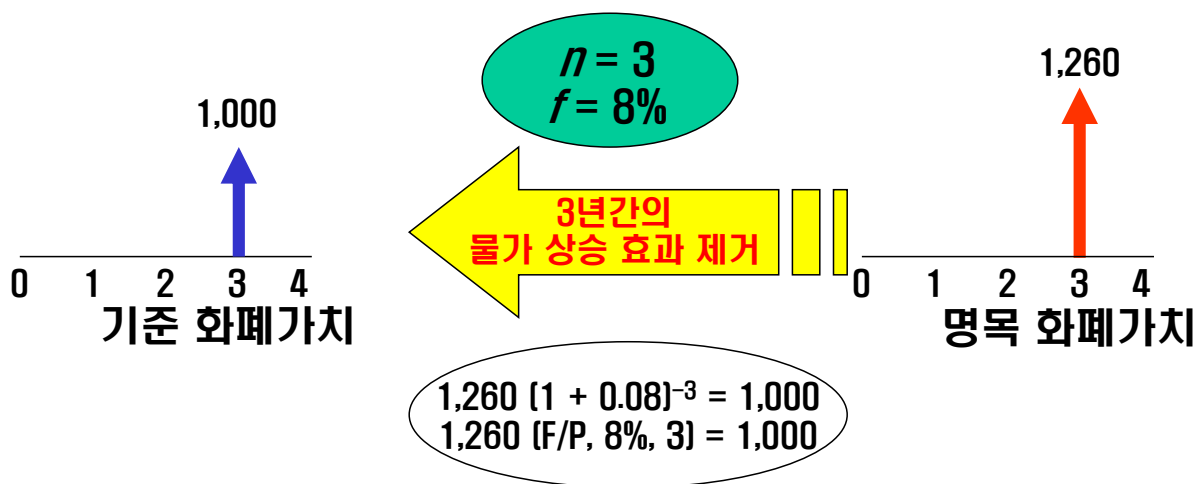 n = 3
f = 8%
1,000
1,260
3년간의
물가 상승 효과 제거
0 1 2 3 4
기준 화폐가치
0 1 2 3 4
명목 화폐가치
1,260 (1 + 0.08)⁻³ = 1,000
1,260 (F/P, 8%, 3) = 1,000